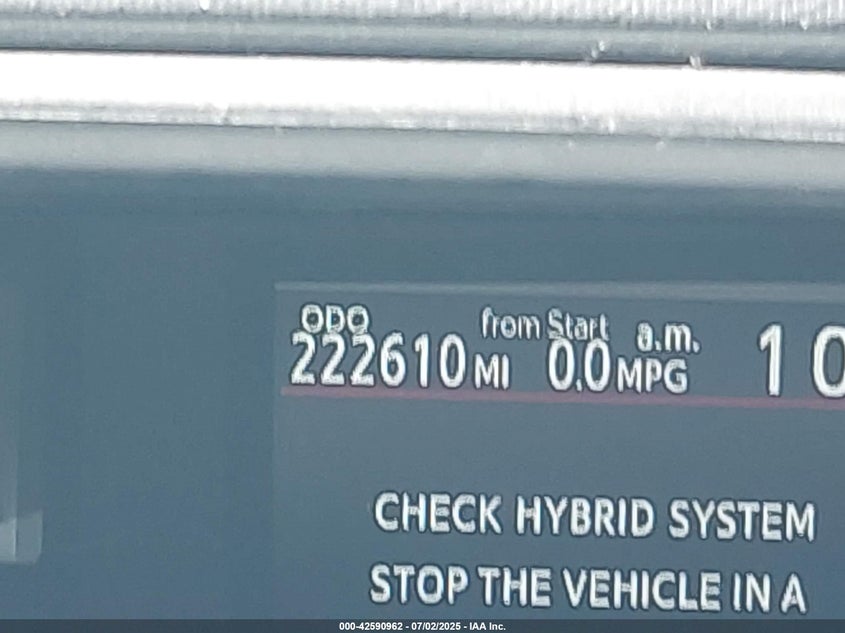 ODO from Start a.m.
222610 MI 0.0 MPG 10
CHECK HYBRID SYSTEM
STOP THE VEHICLE IN A
000-42590962 - 07/02/2025 - IAA Inc.